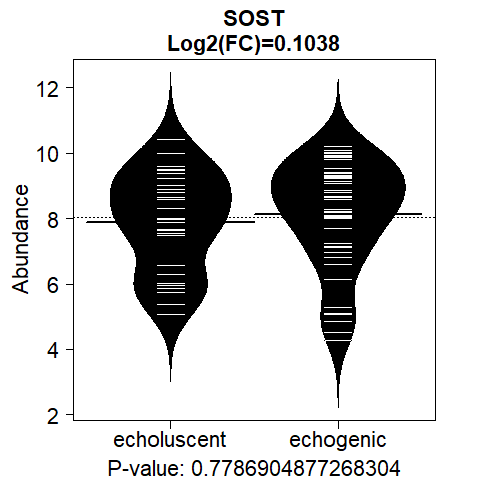 SOST
Log2(FC)=0.1038
Abundance
12
10
8
6
4
2
echoluscent echogenic
P-value: 0.7786904877268304